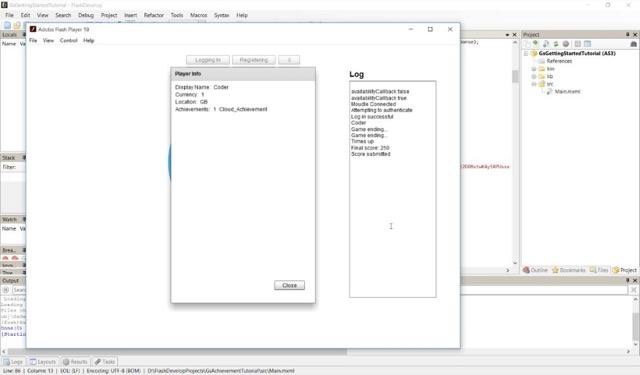 GsGettingStartedTutorial - FlashDevelop
File Edit View Search Debug Project Insert Refactor Tools Macros Syntax Help
Locals
Name
Adobe Flash Player 19
File View Control Help
Logging In Registering X
Player Info
Display Name: Coder
Currency: 1
Location: GB
Achievements: 1 Cloud_Achievement
Close
Log
availabilityCallback false
availabilityCallback true
Moudle Connected
Attempting to authenticate
Log in successful
Coder
Game ending...
Game ending...
Times up
Final score: 250
Score submitted
Stack
Filter:
Watch
Name
Output
Project
GsGettingStartedTutorial (AS3)
References
bin
lib
src
Main.mxml
Outline Bookmarks Files Project
Logs Layouts Results Tasks
Line: 86 | Column: 13 | EOL: (LF) | Encoding: UTF-8 (BOM) | D:\FlashDevelopProjects\GsAchievementTutorial\src\Main.mxml